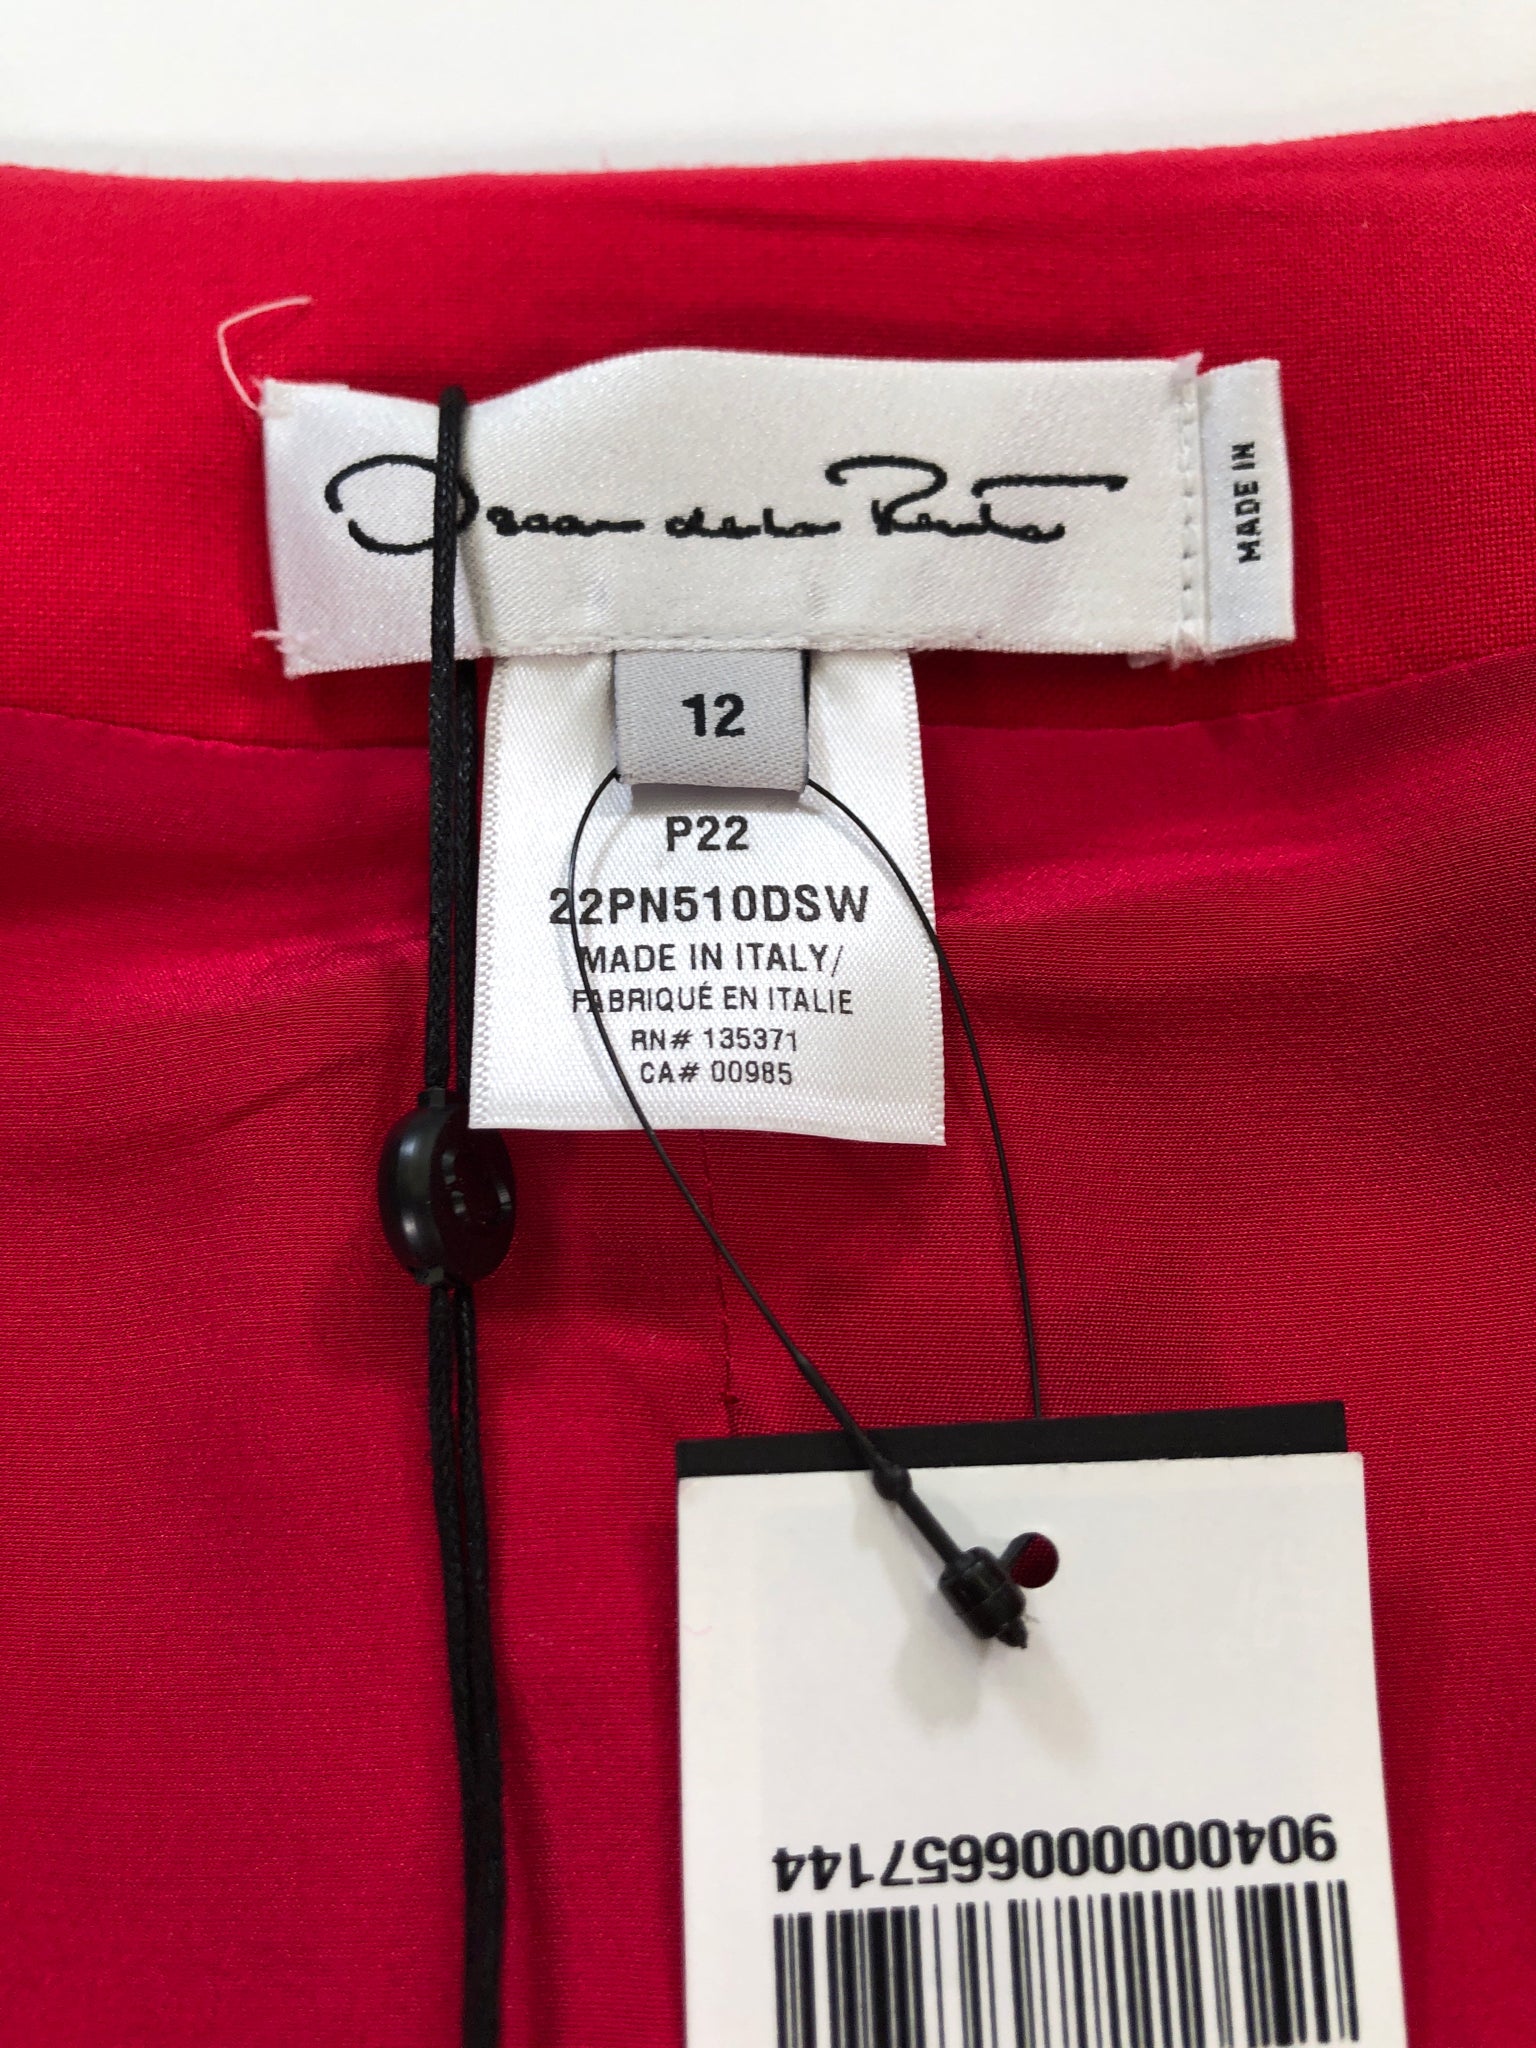 Oscar de la Renta
MADE IN
12
P22
22PN510DSW
MADE IN ITALY/
FABRIQUÉ EN ITALIE
RN# 135371
CA# 00985
9040000006657144